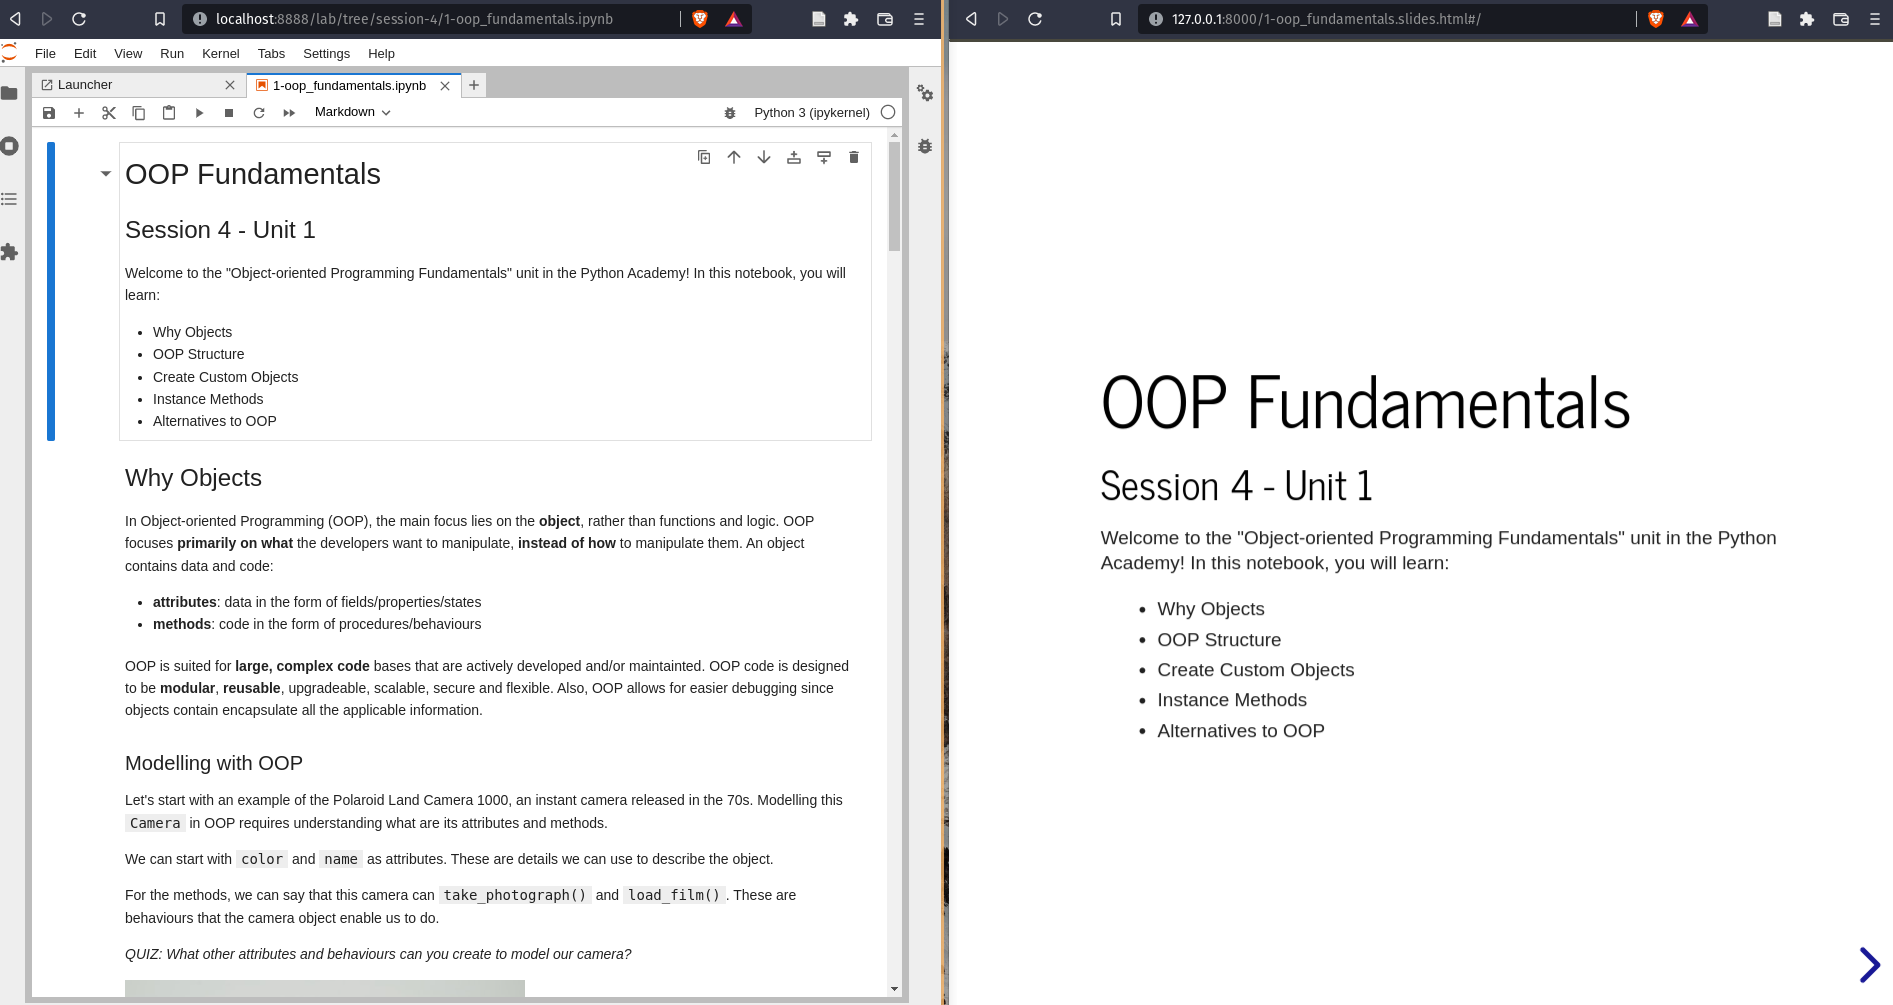 localhost:8888/lab/tree/session-4/1-oop_fundamentals.ipynb
File Edit View Run Kernel Tabs Settings Help
Launcher
1-oop_fundamentals.ipynb
Markdown
Python 3 (ipykernel)
OOP Fundamentals
Session 4 - Unit 1
Welcome to the "Object-oriented Programming Fundamentals" unit in the Python Academy! In this notebook, you will
learn:
• Why Objects
• OOP Structure
• Create Custom Objects
• Instance Methods
• Alternatives to OOP
Why Objects
In Object-oriented Programming (OOP), the main focus lies on the object, rather than functions and logic. OOP
focuses primarily on what the developers want to manipulate, instead of how to manipulate them. An object
contains data and code:
• attributes: data in the form of fields/properties/states
• methods: code in the form of procedures/behaviours
OOP is suited for large, complex code bases that are actively developed and/or maintainted. OOP code is designed
to be modular, reusable, upgradeable, scalable, secure and flexible. Also, OOP allows for easier debugging since
objects contain encapsulate all the applicable information.
Modelling with OOP
Let's start with an example of the Polaroid Land Camera 1000, an instant camera released in the 70s. Modelling this
Camera in OOP requires understanding what are its attributes and methods.
We can start with color and name as attributes. These are details we can use to describe the object.
For the methods, we can say that this camera can take_photograph() and load_film(). These are
behaviours that the camera object enable us to do.
QUIZ: What other attributes and behaviours can you create to model our camera?
127.0.0.1:8000/1-oop_fundamentals.slides.html#/
OOP Fundamentals
Session 4 - Unit 1
Welcome to the "Object-oriented Programming Fundamentals" unit in the Python
Academy! In this notebook, you will learn:
• Why Objects
• OOP Structure
• Create Custom Objects
• Instance Methods
• Alternatives to OOP